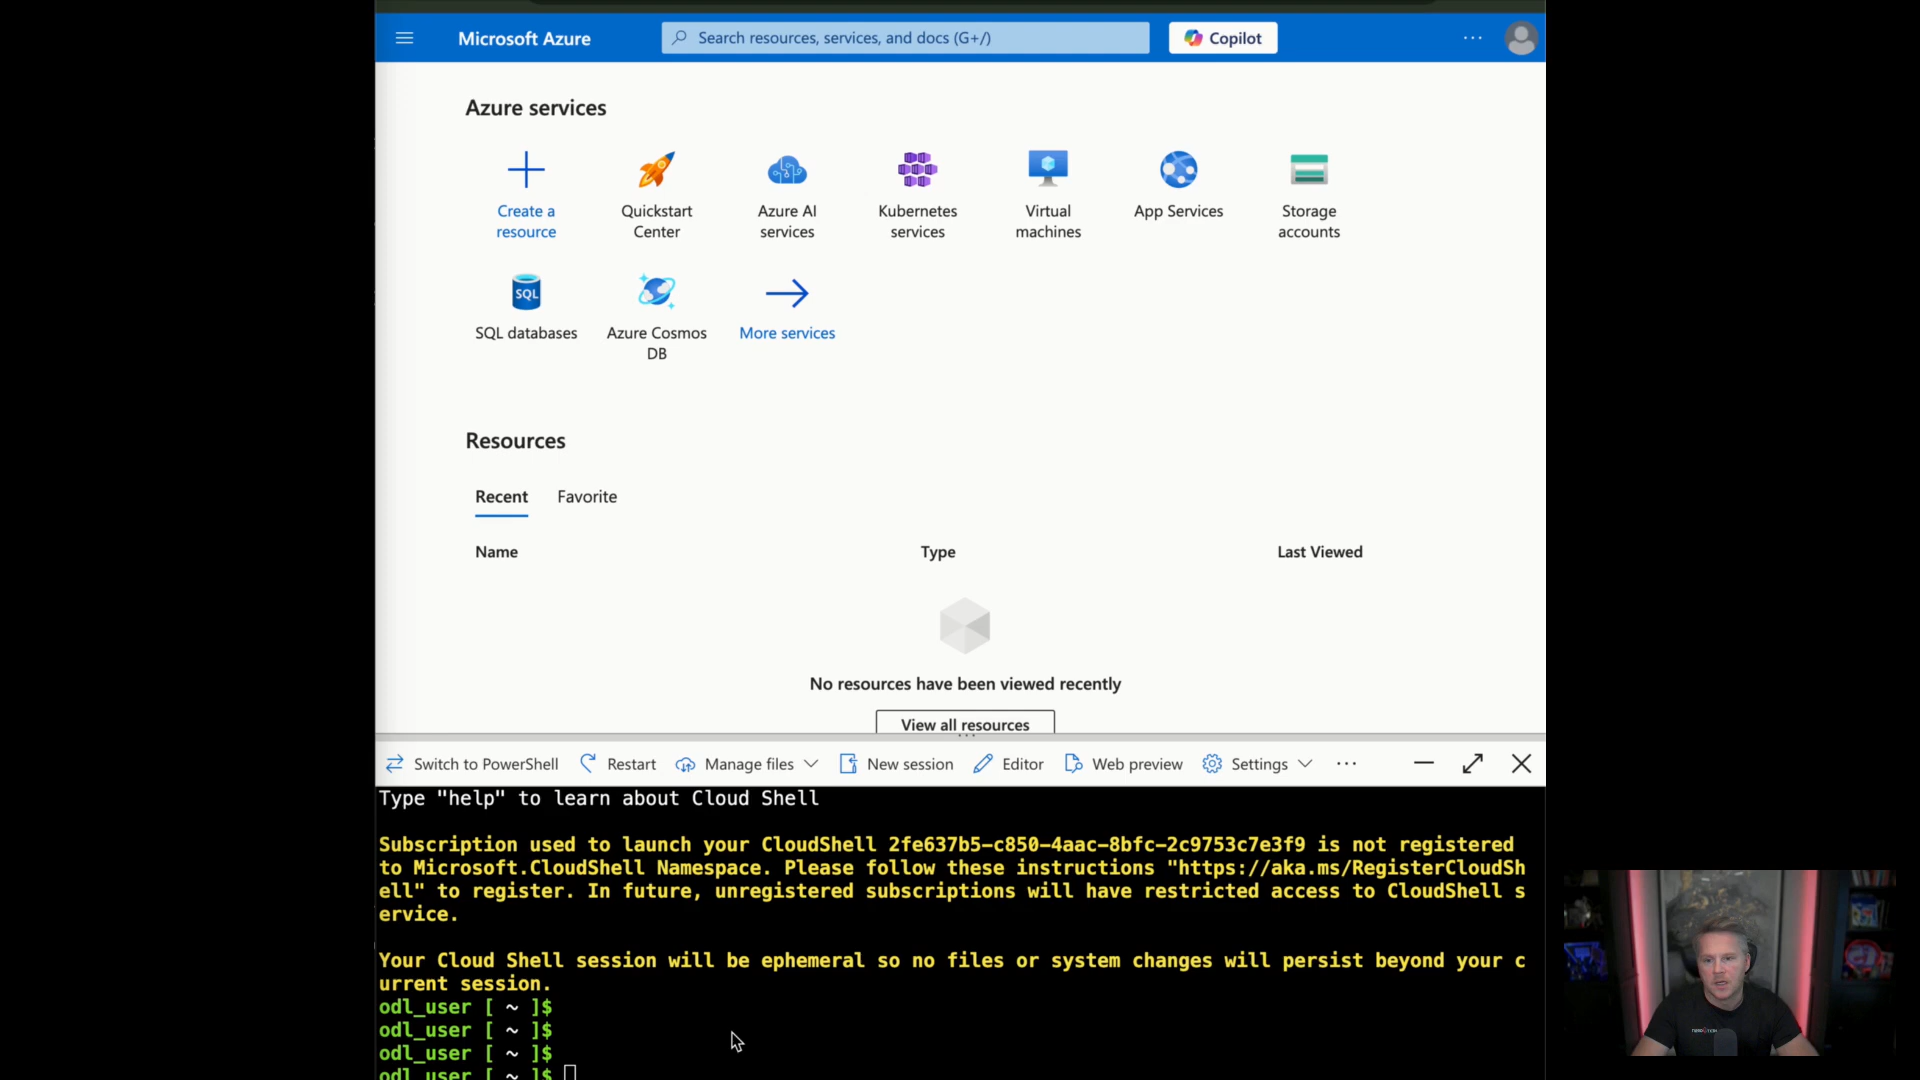 Microsoft Azure
Search resources, services, and docs (G+/)
Copilot
Azure services
Create a
resource
Quickstart
Center
Azure AI
services
Kubernetes
services
Virtual
machines
App Services
Storage
accounts
SQL
SQL databases
Azure Cosmos
DB
More services
Resources
Recent
Favorite
Name
Type
Last Viewed
No resources have been viewed recently
View all resources
Switch to PowerShell
Restart
Manage files
New session
Editor
Web preview
Settings
Type "help" to learn about Cloud Shell
Subscription used to launch your CloudShell 2fe637b5-c850-4aac-8bfc-2c9753c7e3f9 is not registered
to Microsoft.CloudShell Namespace. Please follow these instructions "https://aka.ms/RegisterCloudSh
ell" to register. In future, unregistered subscriptions will have restricted access to CloudShell s
ervice.
Your Cloud Shell session will be ephemeral so no files or system changes will persist beyond your c
urrent session.
odl_user [ ~ ]$
odl_user [ ~ ]$
odl_user [ ~ ]$
odl_user [ ~ ]$